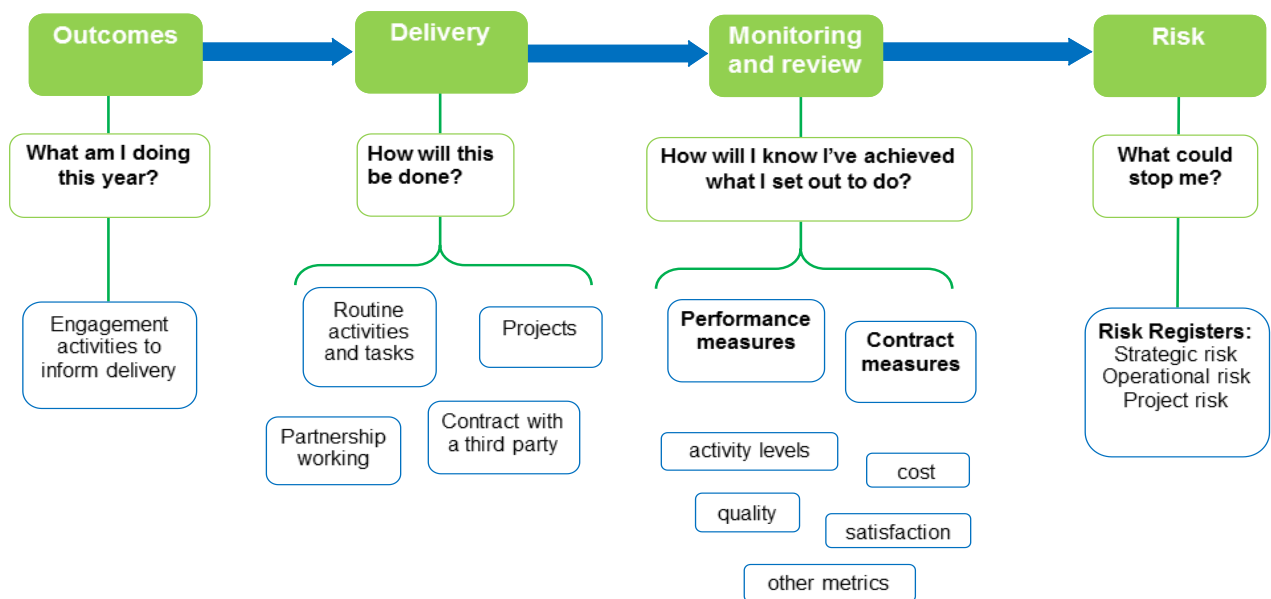 Outcomes
Delivery
Monitoring
and review
Risk
What am I doing
this year?
How will this
be done?
How will I know I’ve achieved
what I set out to do?
What could
stop me?
Engagement
activities to
inform delivery
Routine
activities
and tasks
Projects
Partnership
working
Contract with
a third party
Performance
measures
Contract
measures
activity levels
cost
quality
satisfaction
other metrics
Risk Registers:
Strategic risk
Operational risk
Project risk